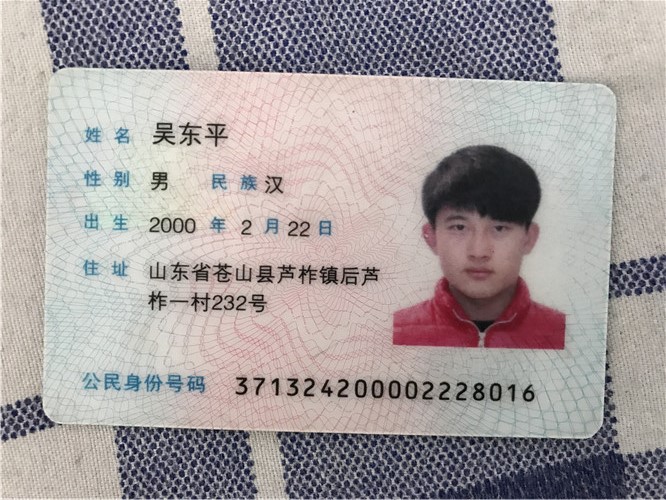 姓名 吴东平
性别 男 民族 汉
出生 2000 年 2 月 22 日
住址 山东省苍山县芦柞镇后芦
柞一村232号
公民身份号码 371324200002228016